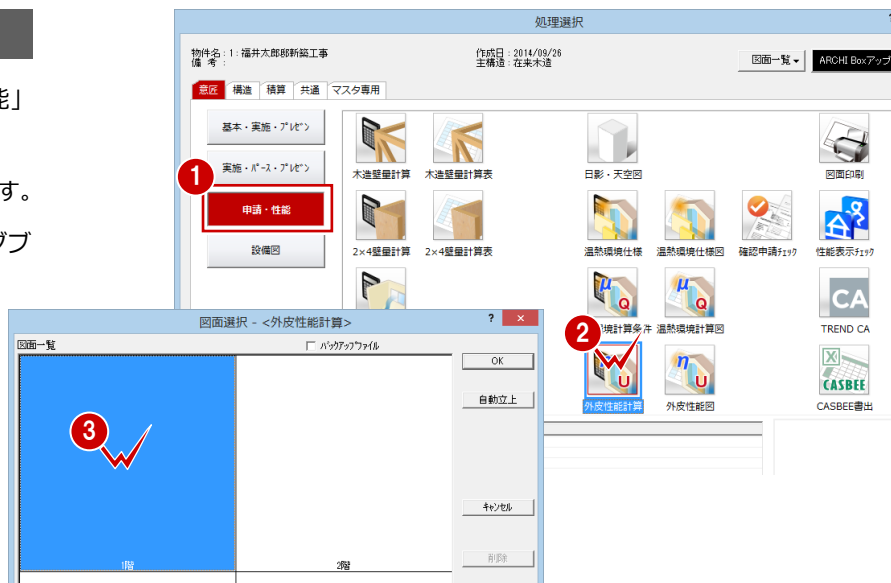 能」
す。
ブ
処理選択
物件名：1：福井太郎邸新築工事
備 考：
作成日：2014/09/26
主構造：在来木造
図面一覧
ARCHI Boxアップ
意匠 構造 積算 共通 マスタ専用
基本・実施・プレゼン
実施・パース・プレゼン
1
申請・性能
設備図
木造壁量計算 木造壁量計算表 日影・天空図 図面印刷
2×4壁量計算 2×4壁量計算表 温熱環境仕様 温熱環境仕様図 確認申請チェック 性能表示チェック
境計算条件 温熱環境計算図 TREND CA
2
外皮性能計算 外皮性能図 CASBEE書出
図面選択 - <外皮性能計算>
? ×
図面一覧
バックアップファイル
OK
自動立上
3
キャンセル
削除
1階 2階